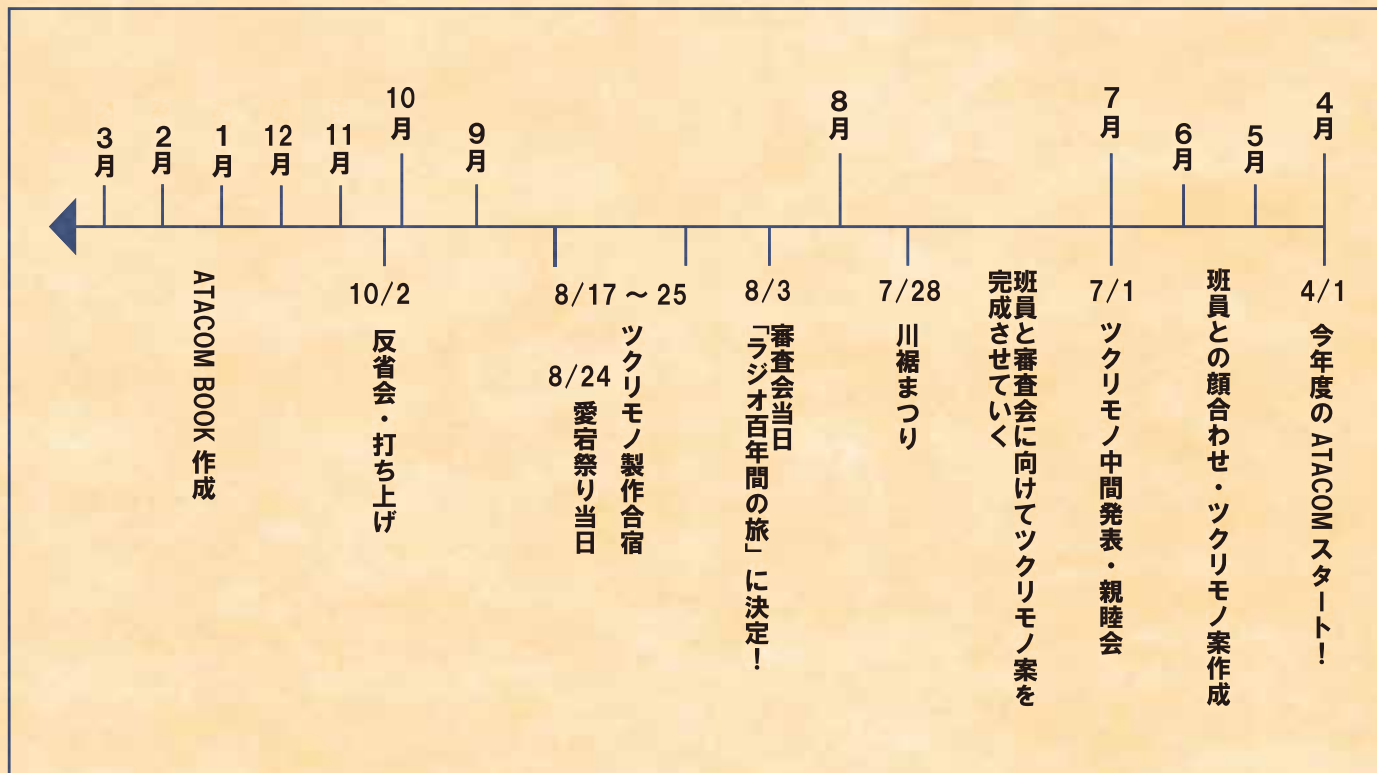 4月
5月
6月
7月
8月
9月
10月
11月
12月
1月
2月
3月
4/1
今年度の ATACOM スタート！
班員との顔合わせ・ツクリモノ案作成
7/1
ツクリモノ中間発表・親睦会
班員と審査会に向けてツクリモノ案を
完成させていく
7/28
川裾まつり
8/3
審査会当日
「ラジオ百年間の旅」に決定！
8/17 ～ 25
ツクリモノ製作合宿
8/24
愛宕祭り当日
10/2
反省会・打ち上げ
ATACOM BOOK 作成